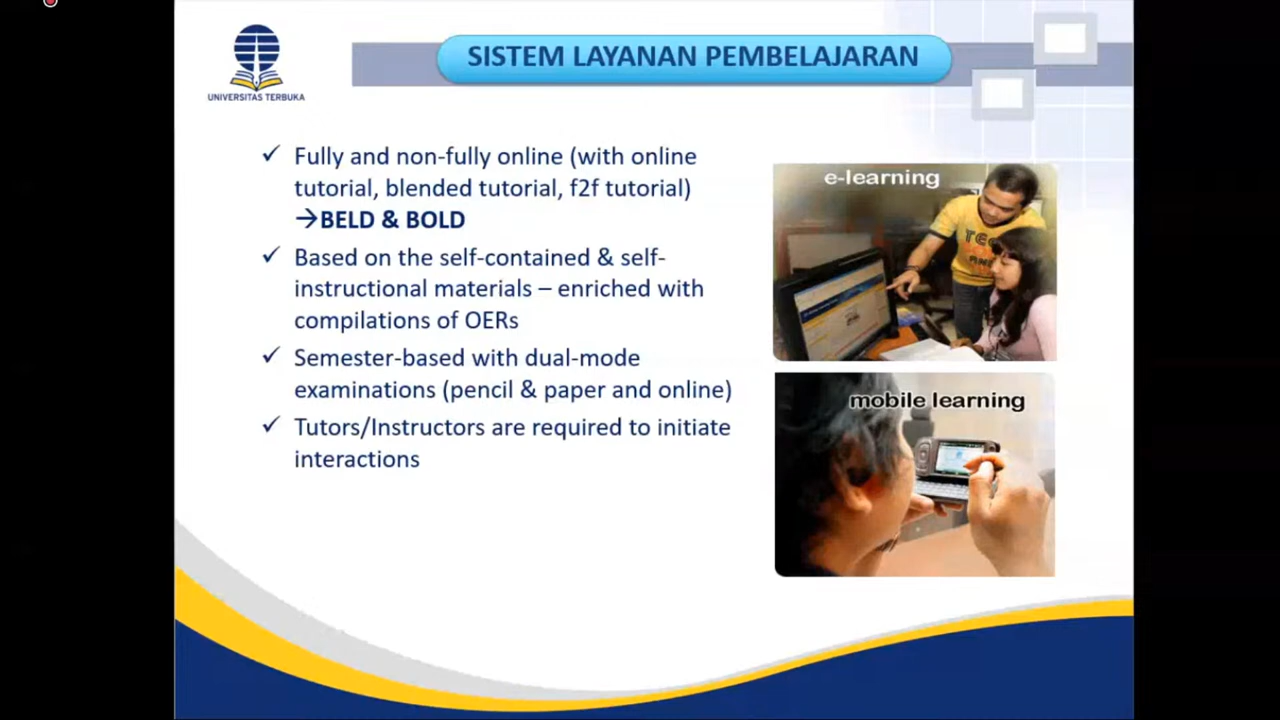 UNIVERSITAS TERBUKA
SISTEM LAYANAN PEMBELAJARAN
✓ Fully and non-fully online (with online
tutorial, blended tutorial, f2f tutorial)
→BELD & BOLD
✓ Based on the self-contained & self-
instructional materials – enriched with
compilations of OERs
✓ Semester-based with dual-mode
examinations (pencil & paper and online)
✓ Tutors/Instructors are required to initiate
interactions
e-learning
mobile learning